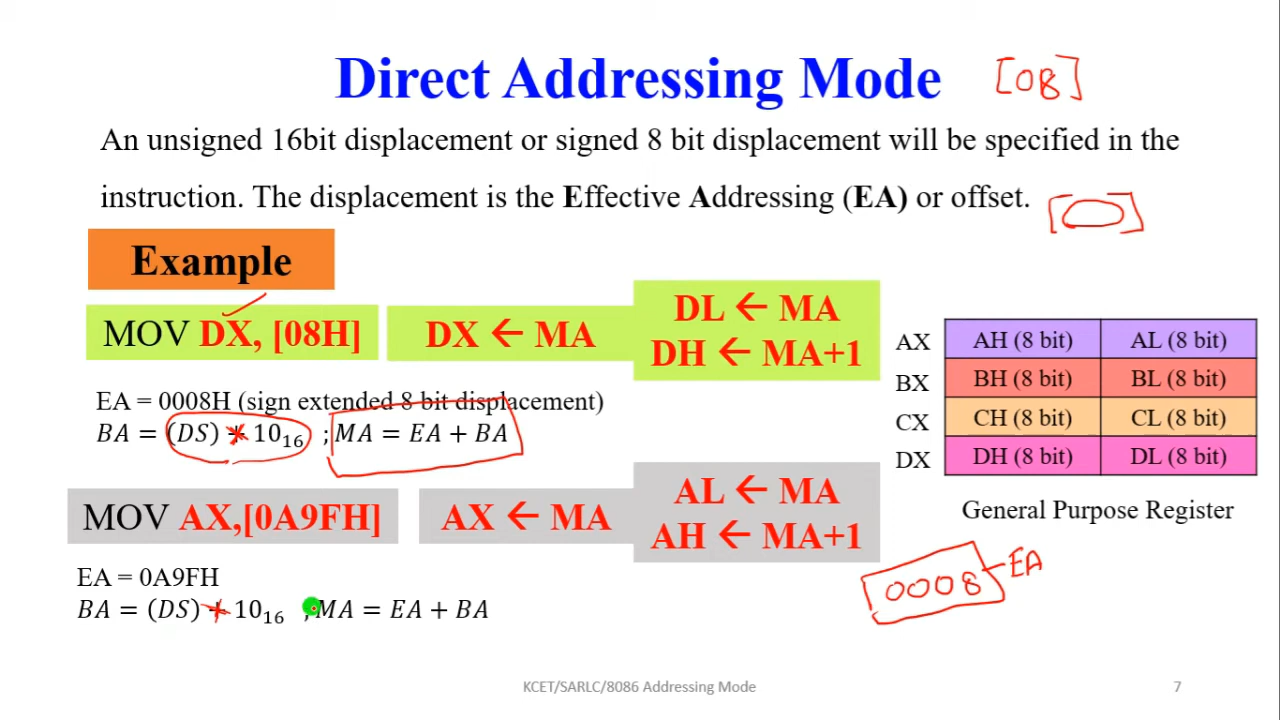 Direct Addressing Mode [08]
An unsigned 16bit displacement or signed 8 bit displacement will be specified in the
instruction. The displacement is the Effective Addressing (EA) or offset.
Example
MOV DX, [08H]
DX ← MA
DL ← MA
DH ← MA+1
EA = 0008H (sign extended 8 bit displacement)
BA = (DS) * 10₁₆ ; MA = EA + BA
MOV AX,[0A9FH]
AX ← MA
AL ← MA
AH ← MA+1
EA = 0A9FH
BA = (DS) * 10₁₆ ; MA = EA + BA
AX AH (8 bit) AL (8 bit)
BX BH (8 bit) BL (8 bit)
CX CH (8 bit) CL (8 bit)
DX DH (8 bit) DL (8 bit)
General Purpose Register
0008 EA
KCET/SARLC/8086 Addressing Mode 7